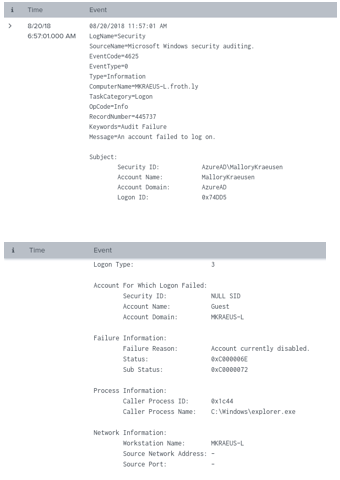 i Time Event
> 8/20/18 08/20/2018 11:57:01 AM
6:57:01.000 AM LogName=Security
SourceName=Microsoft Windows security auditing.
EventCode=4625
EventType=0
Type=Information
ComputerName=MKRAEUS-L.froth.ly
TaskCategory=Logon
OpCode=Info
RecordNumber=445737
Keywords=Audit Failure
Message=An account failed to log on.
Subject:
Security ID: AzureAD\MalloryKraeusen
Account Name: MalloryKraeusen
Account Domain: AzureAD
Logon ID: 0x74DD5
i Time Event
Logon Type: 3
Account For Which Logon Failed:
Security ID: NULL SID
Account Name: Guest
Account Domain: MKRAEUS-L
Failure Information:
Failure Reason: Account currently disabled.
Status: 0xC000006E
Sub Status: 0xC0000072
Process Information:
Caller Process ID: 0x1c44
Caller Process Name: C:\Windows\explorer.exe
Network Information:
Workstation Name: MKRAEUS-L
Source Network Address: -
Source Port: -